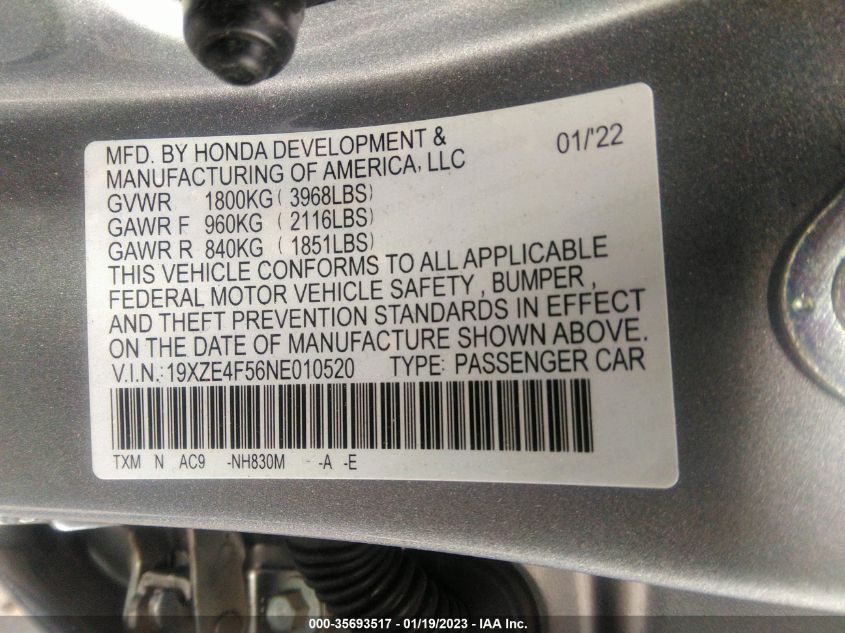 MFD. BY HONDA DEVELOPMENT & 01/'22
MANUFACTURING OF AMERICA, LLC
GVWR 1800KG ( 3968LBS)
GAWR F 960KG ( 2116LBS)
GAWR R 840KG ( 1851LBS)
THIS VEHICLE CONFORMS TO ALL APPLICABLE
FEDERAL MOTOR VEHICLE SAFETY , BUMPER ,
AND THEFT PREVENTION STANDARDS IN EFFECT
ON THE DATE OF MANUFACTURE SHOWN ABOVE.
V.I.N.:19XZE4F56NE010520 TYPE: PASSENGER CAR
TXM N AC9 -NH830M -A -E
000-35693517 - 01/19/2023 - IAA Inc.